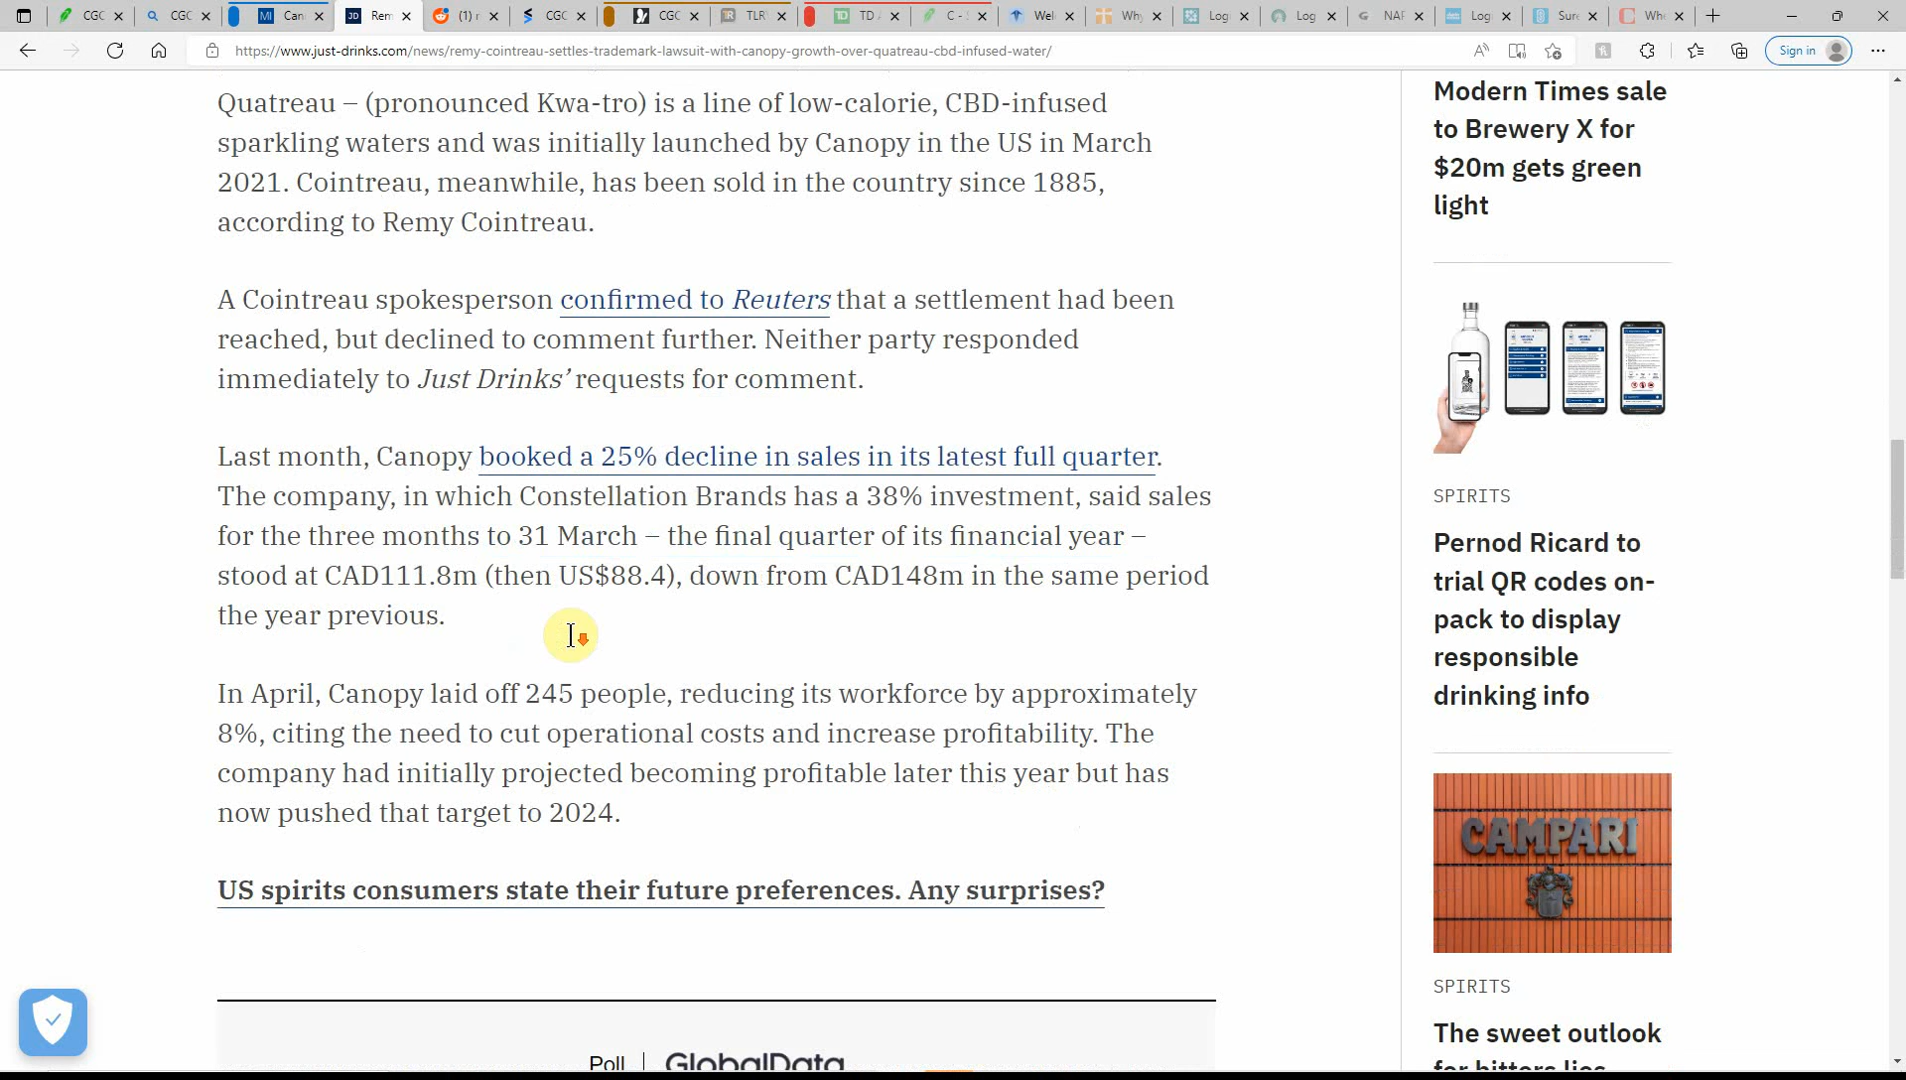 CGC
CGC
Can
Rem
(1) r
CGC
CGC
TLR
TD A
C - S
Wel
Why
Log
Log
NAF
Log
Sur
Whe
https://www.just-drinks.com/news/remy-cointreau-settles-trademark-lawsuit-with-canopy-growth-over-quatreau-cbd-infused-water/
Sign in
Quatreau – (pronounced Kwa-tro) is a line of low-calorie, CBD-infused
sparkling waters and was initially launched by Canopy in the US in March
2021. Cointreau, meanwhile, has been sold in the country since 1885,
according to Remy Cointreau.
A Cointreau spokesperson confirmed to Reuters that a settlement had been
reached, but declined to comment further. Neither party responded
immediately to Just Drinks’ requests for comment.
Last month, Canopy booked a 25% decline in sales in its latest full quarter.
The company, in which Constellation Brands has a 38% investment, said sales
for the three months to 31 March – the final quarter of its financial year –
stood at CAD111.8m (then US$88.4), down from CAD148m in the same period
the year previous.
In April, Canopy laid off 245 people, reducing its workforce by approximately
8%, citing the need to cut operational costs and increase profitability. The
company had initially projected becoming profitable later this year but has
now pushed that target to 2024.
US spirits consumers state their future preferences. Any surprises?
Poll | GlobalData
Modern Times sale
to Brewery X for
$20m gets green
light
SPIRITS
Pernod Ricard to
trial QR codes on-
pack to display
responsible
drinking info
CAMPARI
SPIRITS
The sweet outlook
for bitters lies